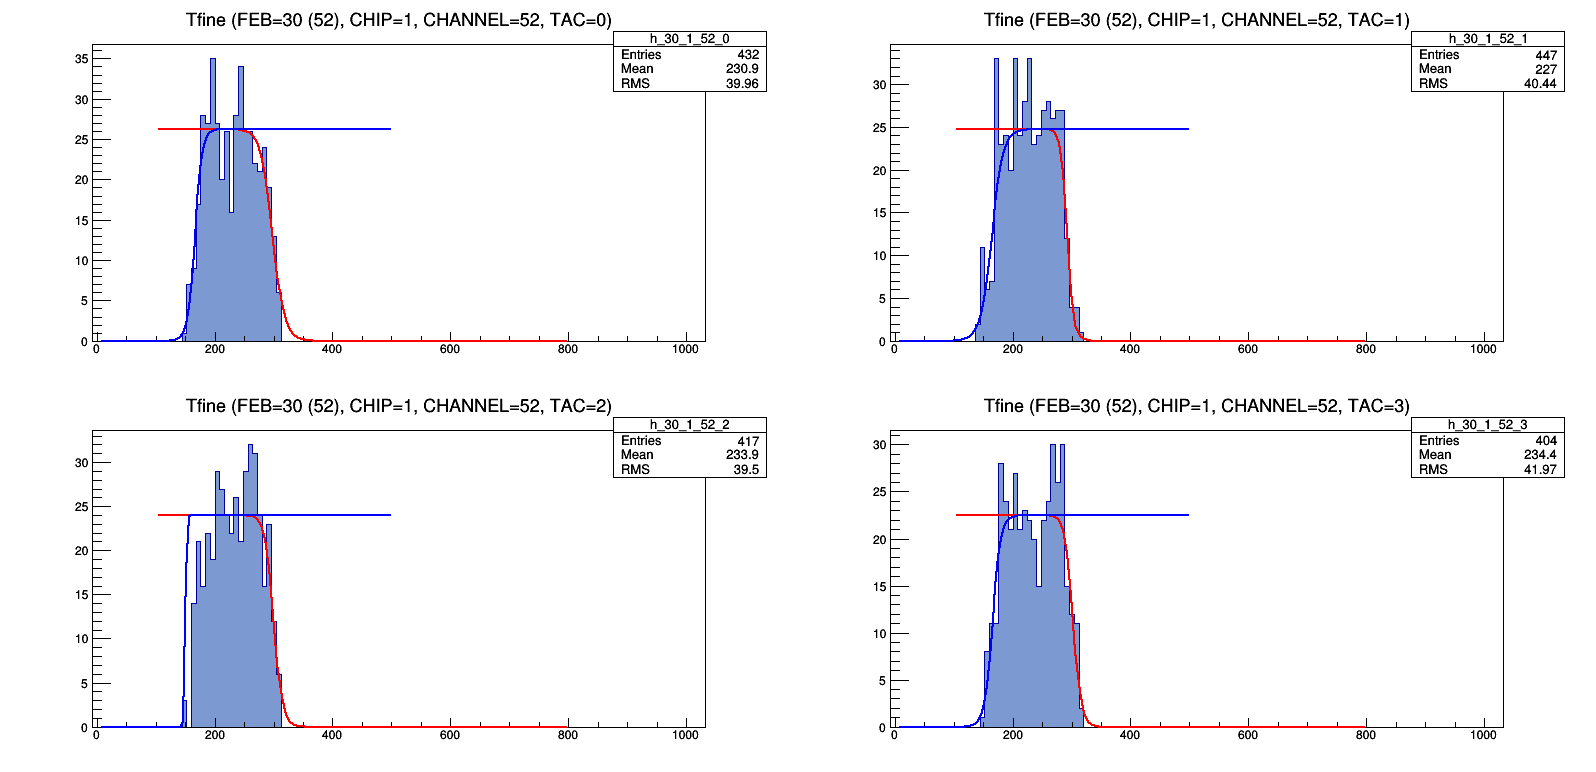 Tfine (FEB=30 (52), CHIP=1, CHANNEL=52, TAC=0)
h_30_1_52_0
Entries 432
Mean 230.9
RMS 39.96
35
30
25
20
15
10
5
0
0 200 400 600 800 1000
Tfine (FEB=30 (52), CHIP=1, CHANNEL=52, TAC=1)
h_30_1_52_1
Entries 447
Mean 227
RMS 40.44
30
25
20
15
10
5
0
0 200 400 600 800 1000
Tfine (FEB=30 (52), CHIP=1, CHANNEL=52, TAC=2)
h_30_1_52_2
Entries 417
Mean 233.9
RMS 39.5
30
25
20
15
10
5
0
0 200 400 600 800 1000
Tfine (FEB=30 (52), CHIP=1, CHANNEL=52, TAC=3)
h_30_1_52_3
Entries 404
Mean 234.4
RMS 41.97
30
25
20
15
10
5
0
0 200 400 600 800 1000